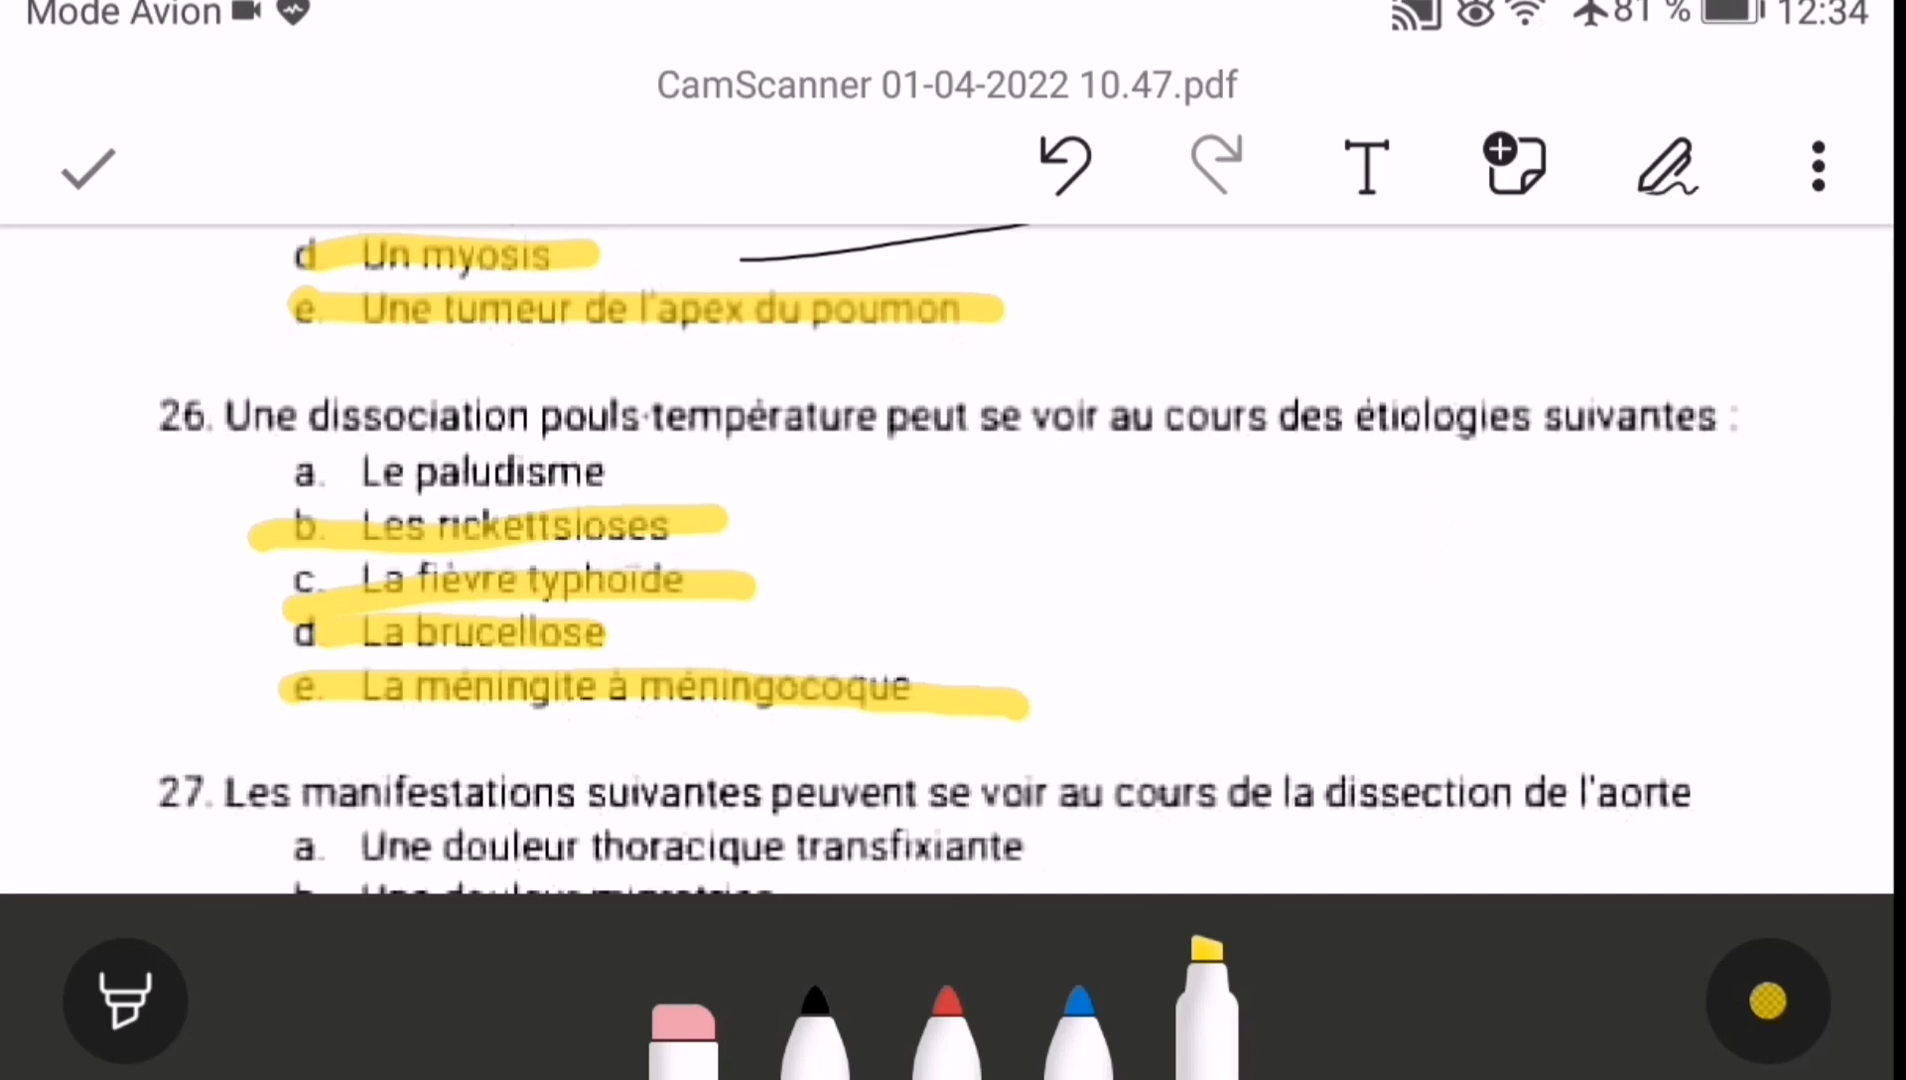 Mode Avion
81 % 12:34
CamScanner 01-04-2022 10.47.pdf
d Un myosis
e. Une tumeur de l'apex du poumon
26. Une dissociation pouls-température peut se voir au cours des étiologies suivantes :
a. Le paludisme
b. Les rickettsioses
c. La fièvre typhoïde
d La brucellose
e. La méningite à méningocoque
27. Les manifestations suivantes peuvent se voir au cours de la dissection de l'aorte
a. Une douleur thoracique transfixiante